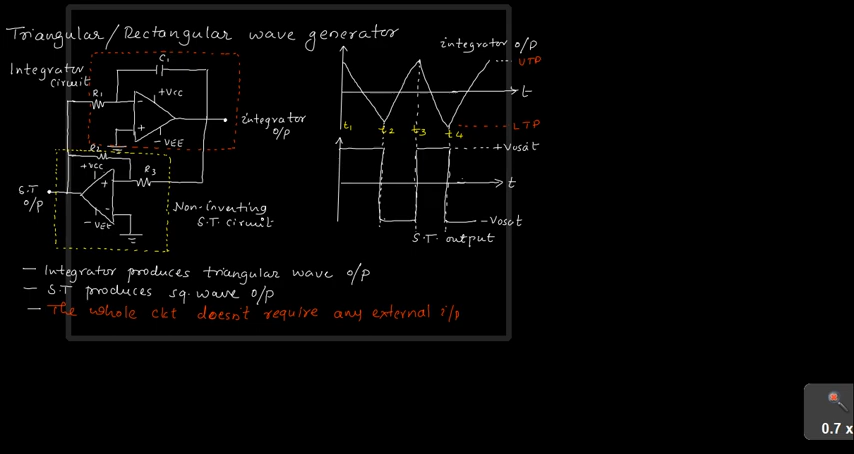 Triangular/Rectangular wave generator
Integrator circuit
C1
R1
+VCC
-
+
-VEE
integrator o/p
R2
+VCC
+
-
-VEE
R3
S.T o/p
Non-inverting S.T. circuit
integrator o/p
UTP
t
LTP
t1 t2 t3 t4
+Vosat
t
-Vosat
S.T. output
- Integrator produces triangular wave o/p
- S.T produces sq. wave o/p
- The whole ckt doesn't require any external i/p
0.7 x